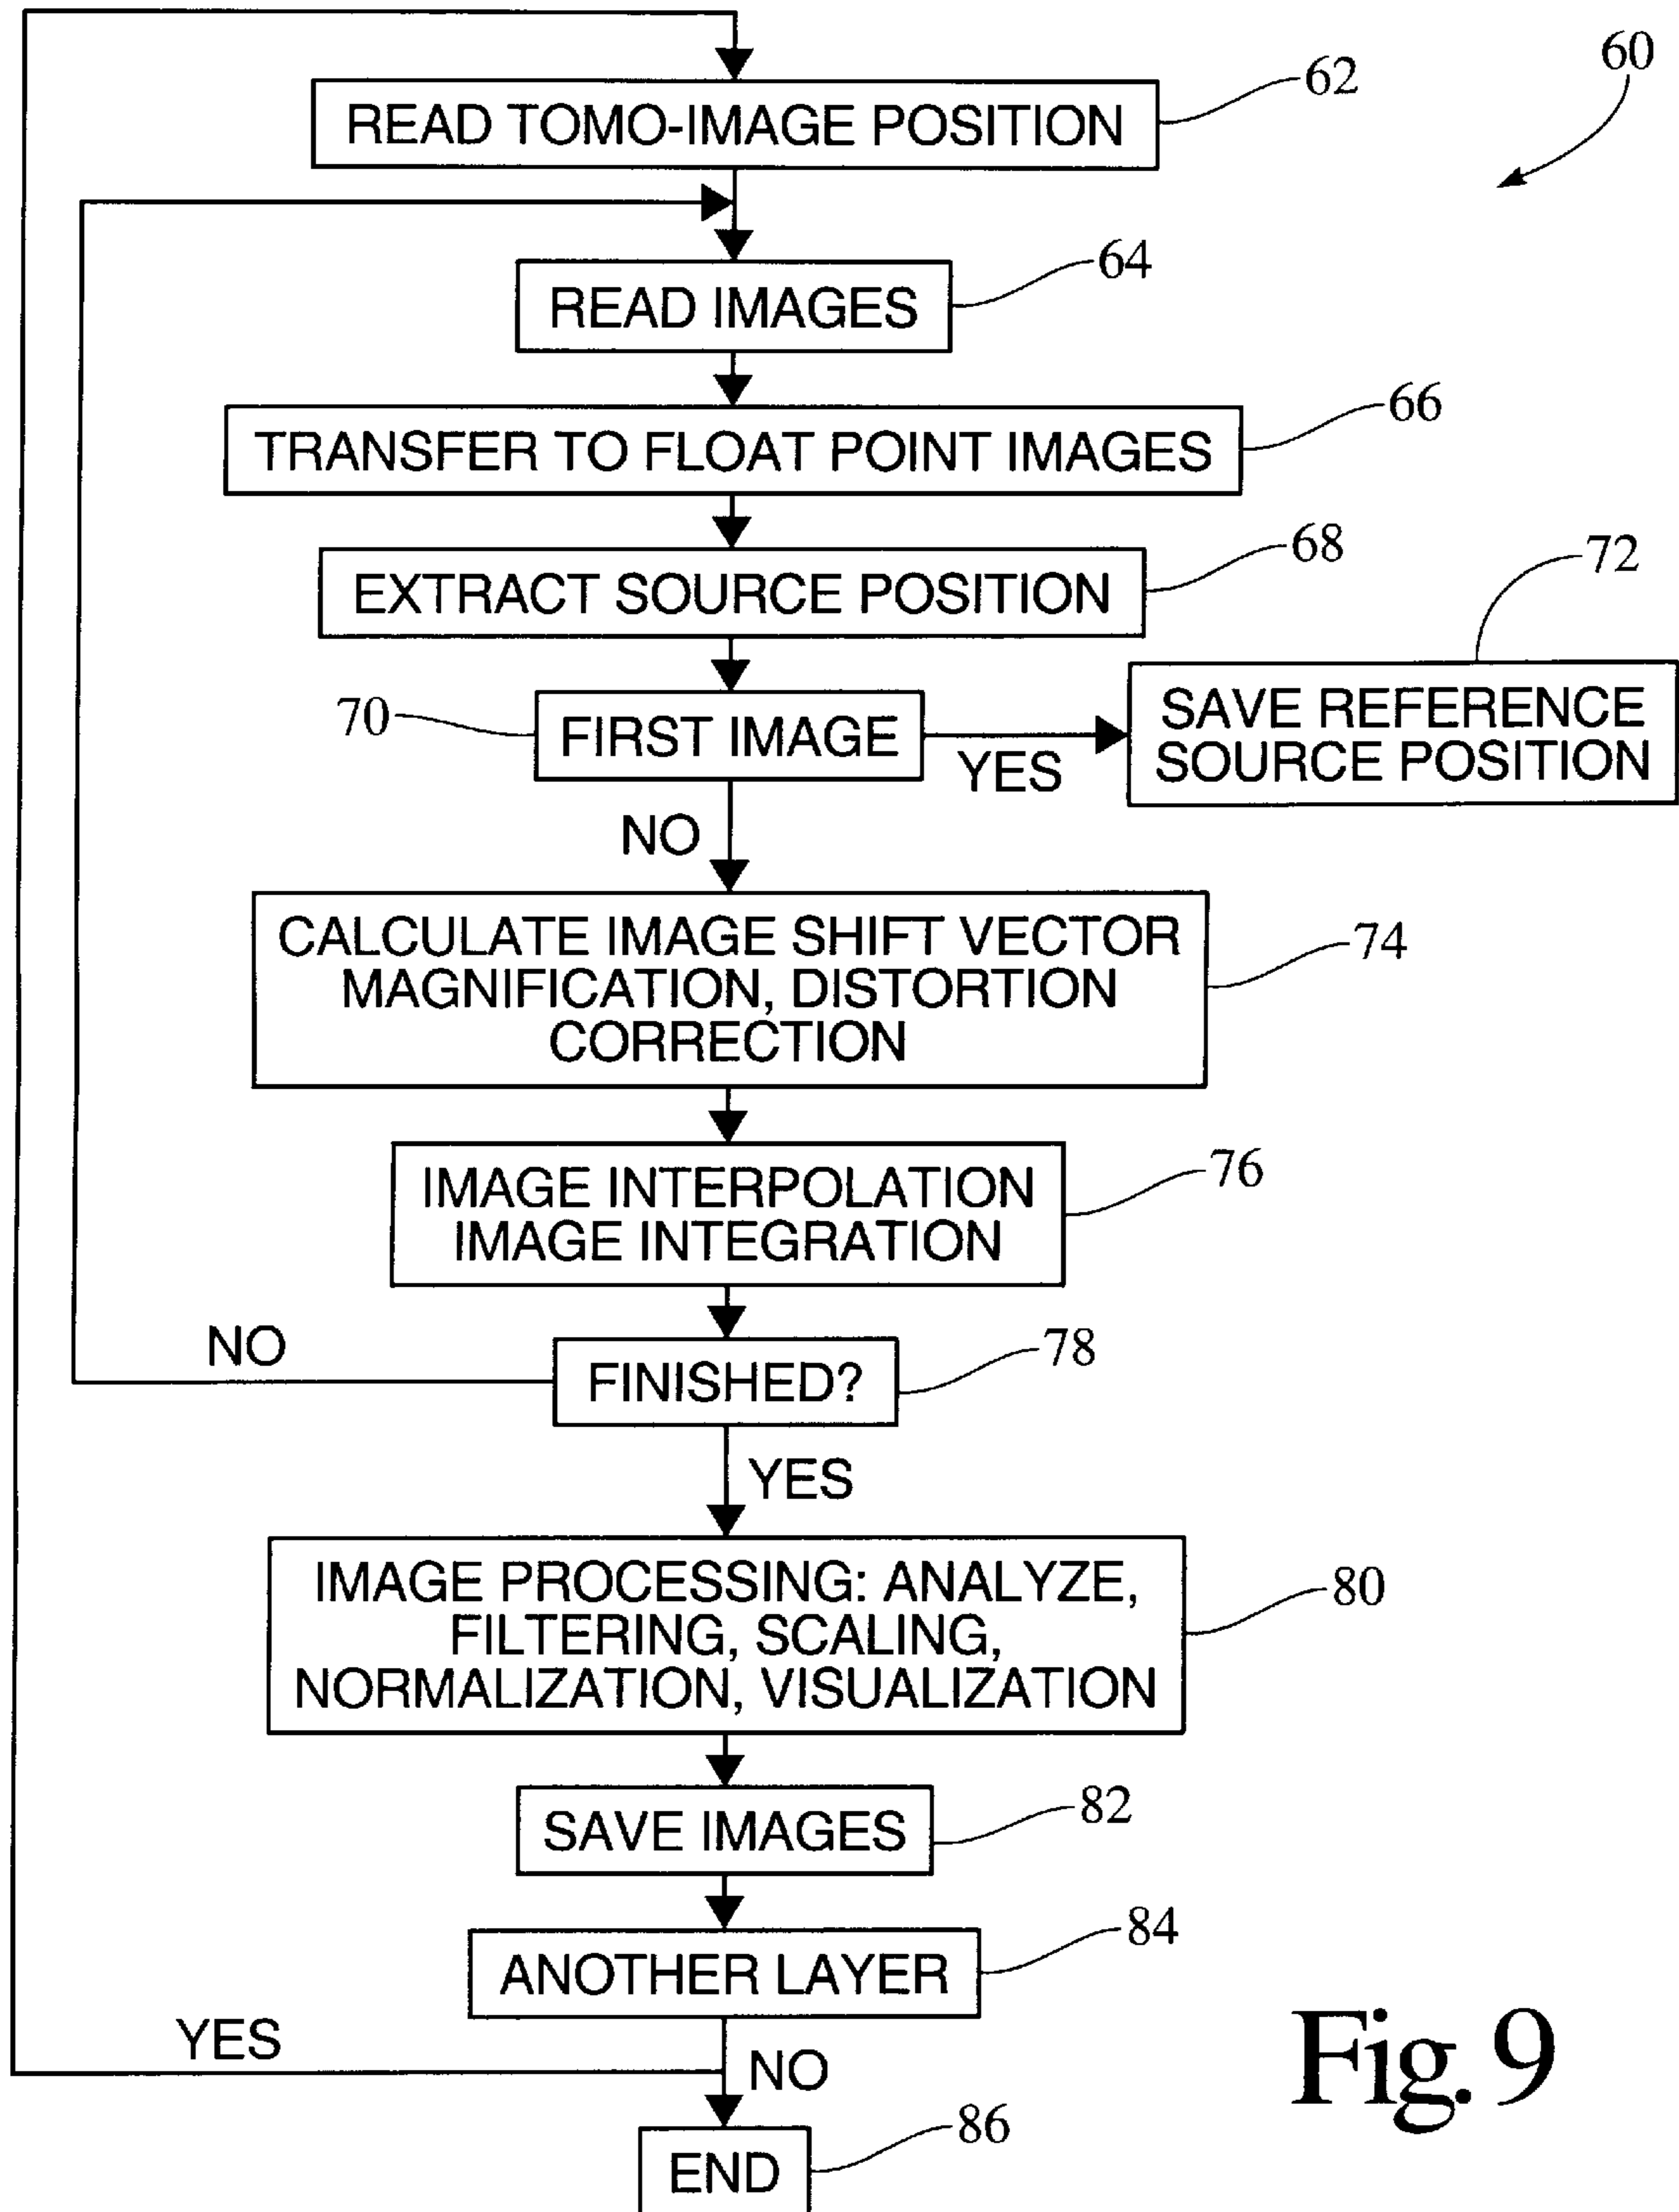 60
62
READ TOMO-IMAGE POSITION
64
READ IMAGES
66
TRANSFER TO FLOAT POINT IMAGES
68
EXTRACT SOURCE POSITION
72
70
FIRST IMAGE
YES
SAVE REFERENCE
SOURCE POSITION
NO
CALCULATE IMAGE SHIFT VECTOR
MAGNIFICATION, DISTORTION
CORRECTION
74
IMAGE INTERPOLATION
IMAGE INTEGRATION
76
NO
FINISHED?
78
YES
IMAGE PROCESSING: ANALYZE,
FILTERING, SCALING,
NORMALIZATION, VISUALIZATION
80
SAVE IMAGES
82
ANOTHER LAYER
84
YES
NO
END
86
Fig. 9